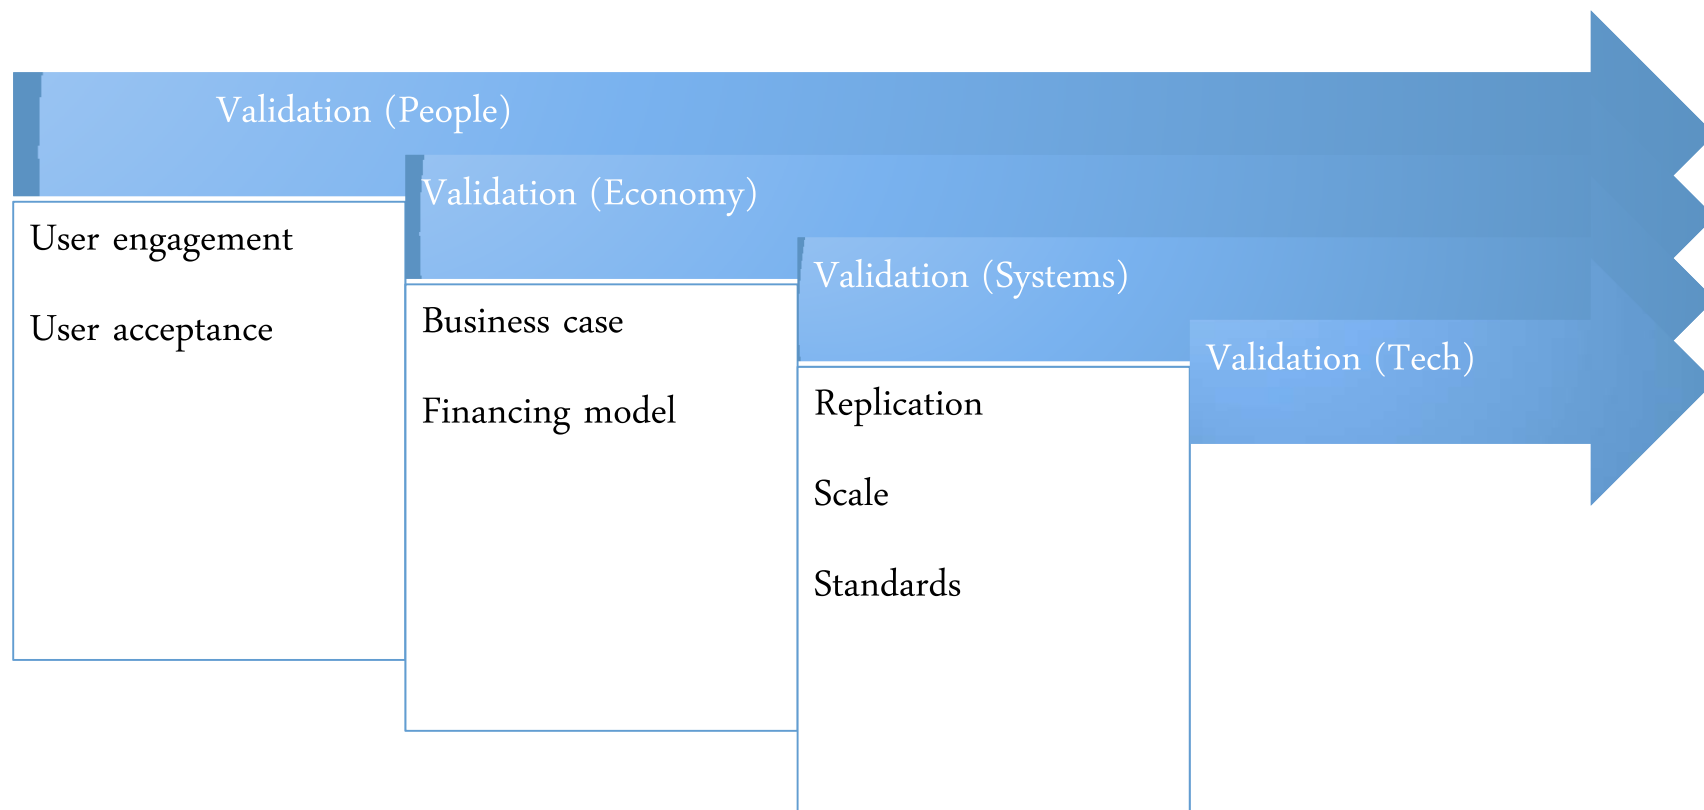 Validation (People)
User engagement
User acceptance
Validation (Economy)
Business case
Financing model
Validation (Systems)
Replication
Scale
Standards
Validation (Tech)